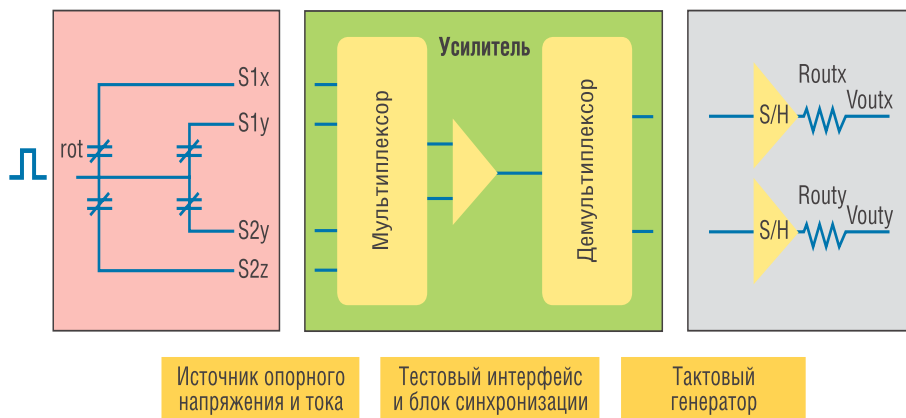 S1x
S1y
rot
S2y
S2z
Усилитель
Мультиплексор
Демультиплексор
S/H
Routx
Voutx
S/H
Routy
Vouty
Источник опорного
напряжения и тока
Тестовый интерфейс
и блок синхронизации
Тактовый
генератор